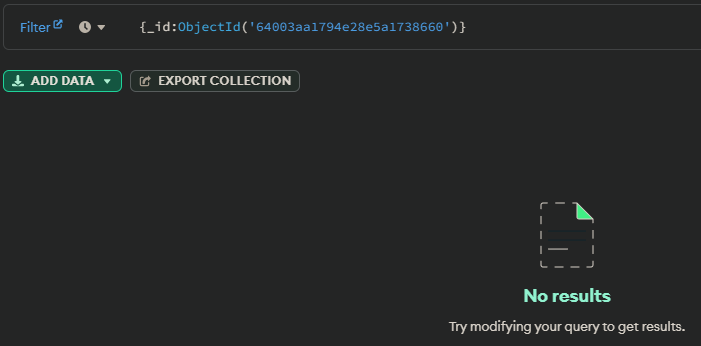 Filter {_id:ObjectId('64003aa1794e28e5a1738660')}
ADD DATA EXPORT COLLECTION
No results
Try modifying your query to get results.